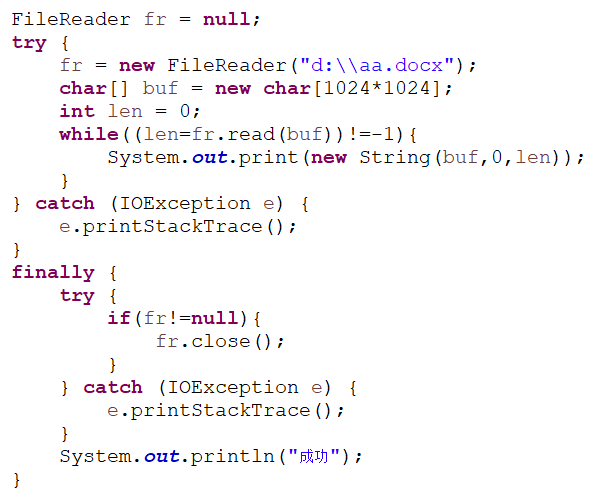 FileReader fr = null;
try {
    fr = new FileReader("d:\\aa.docx");
    char[] buf = new char[1024*1024];
    int len = 0;
    while((len=fr.read(buf))!=-1){
        System.out.print(new String(buf,0,len));
    }
} catch (IOException e) {
    e.printStackTrace();
}
finally {
    try {
        if(fr!=null){
            fr.close();
        }
    } catch (IOException e) {
        e.printStackTrace();
    }
    System.out.println("成功");
}